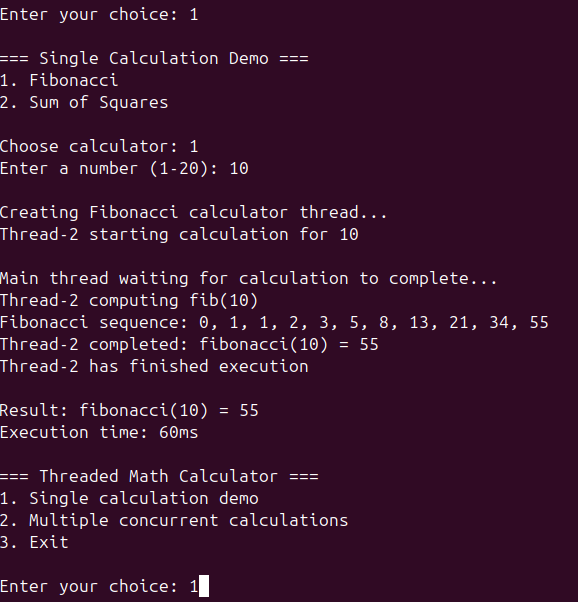 Enter your choice: 1
=== Single Calculation Demo ===
1. Fibonacci
2. Sum of Squares
Choose calculator: 1
Enter a number (1-20): 10
Creating Fibonacci calculator thread...
Thread-2 starting calculation for 10
Main thread waiting for calculation to complete...
Thread-2 computing fib(10)
Fibonacci sequence: 0, 1, 1, 2, 3, 5, 8, 13, 21, 34, 55
Thread-2 completed: fibonacci(10) = 55
Thread-2 has finished execution
Result: fibonacci(10) = 55
Execution time: 60ms
=== Threaded Math Calculator ===
1. Single calculation demo
2. Multiple concurrent calculations
3. Exit
Enter your choice: 1